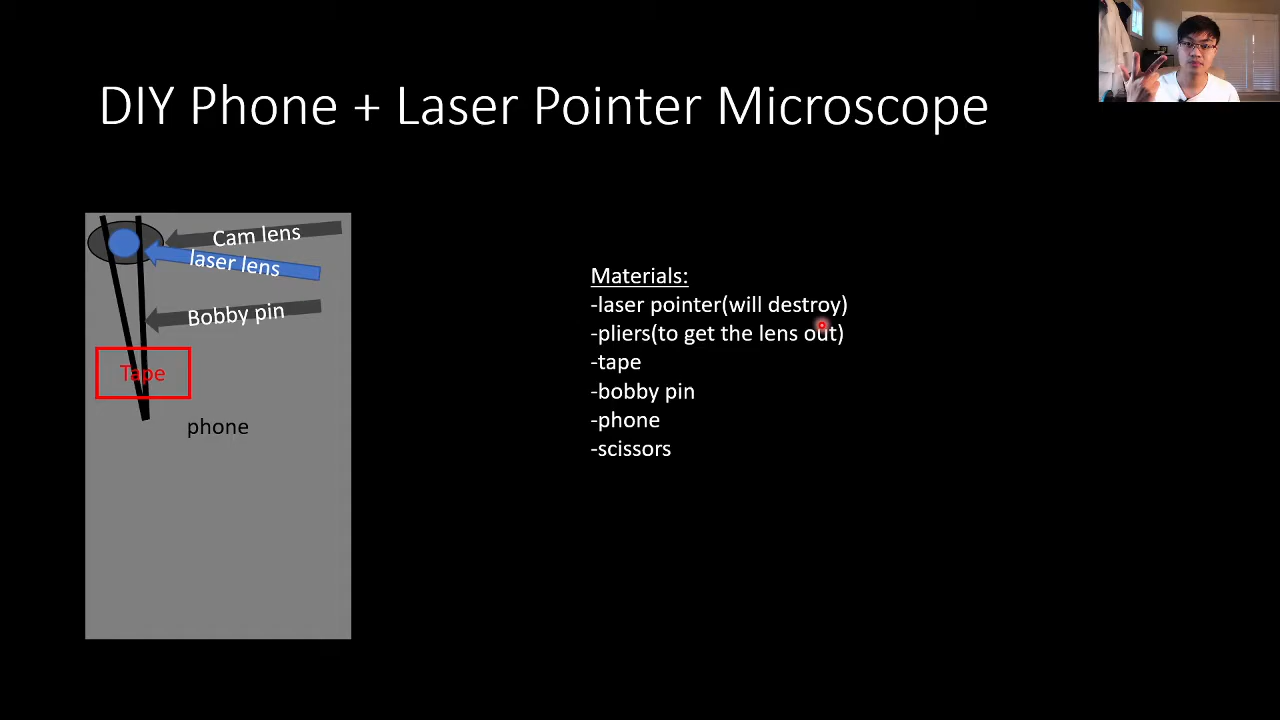 DIY Phone + Laser Pointer Microscope
Cam lens
laser lens
Bobby pin
Tape
phone
Materials:
-laser pointer(will destroy)
-pliers(to get the lens out)
-tape
-bobby pin
-phone
-scissors